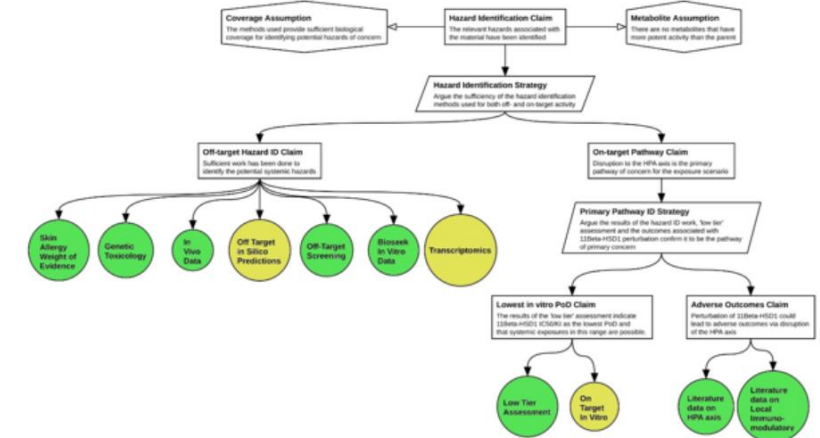 Coverage Assumption
The methods used provide sufficient biological
coverage for identifying potential hazards of concern
Hazard Identification Claim
The relevant hazards associated with
the material have been identified
Metabolite Assumption
There are no metabolites that have
more potent activity than the parent
Hazard Identification Strategy
Argue the sufficiency of the hazard identification
methods used for both off- and on-target activity
Off-target Hazard ID Claim
Sufficient work has been done to
identify the potential systemic hazards
On-target Pathway Claim
Disruption to the HPA axis is the primary
pathway of concern for the exposure scenario
Skin
Allergy
Weight of
Evidence
Genetic
Toxicology
In
Vivo
Data
Off Target
in Silico
Predictions
Off-Target
Screening
Bioseek
In Vitro
Data
Transcriptomics
Primary Pathway ID Strategy
Argue the results of the hazard ID work, 'low tier'
assessment and the outcomes associated with
11Beta-HSD1 perturbation confirm it to be the pathway
of primary concern
Lowest in vitro PoD Claim
The results of the 'low tier' assessment indicate
11Beta-HSD1 IC50/Ki as the lowest PoD and
that systemic exposures in this range are possible.
Adverse Outcomes Claim
Perturbation of 11Beta-HSD1 could
lead to adverse outcomes via disruption
of the HPA axis
Low Tier
Assessment
On
Target
In Vitro
Literature
data on
HPA axis
Literature
data on
Local
Immuno-
modulatory